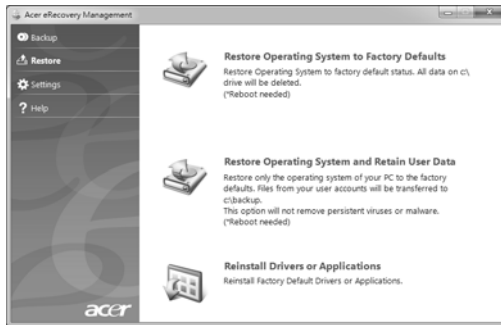 Acer eRecovery Management
Backup
Restore
Settings
Help
Restore Operating System to Factory Defaults
Restore Operating System to factory default status. All data on c:\
drive will be deleted.
(*Reboot needed)
Restore Operating System and Retain User Data
Restore only the operating system of your PC to the factory
defaults. Files from your user accounts will be transferred to
c:\backup.
This option will not remove persistent viruses or malware.
(*Reboot needed)
Reinstall Drivers or Applications
Reinstall Factory Default Drivers or Applications.
acer